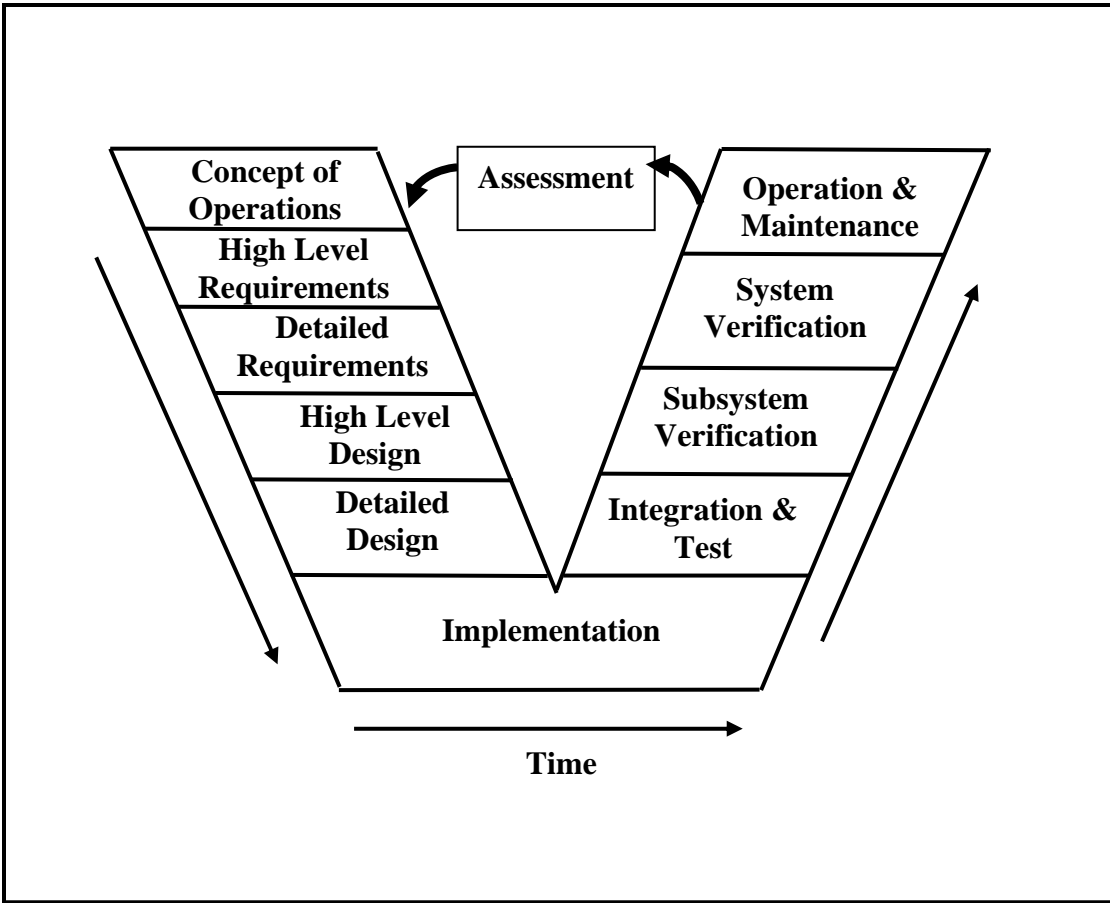 Concept of
Operations
High Level
Requirements
Detailed
Requirements
High Level
Design
Detailed
Design
Implementation
Assessment
Operation &
Maintenance
System
Verification
Subsystem
Verification
Integration &
Test
Time